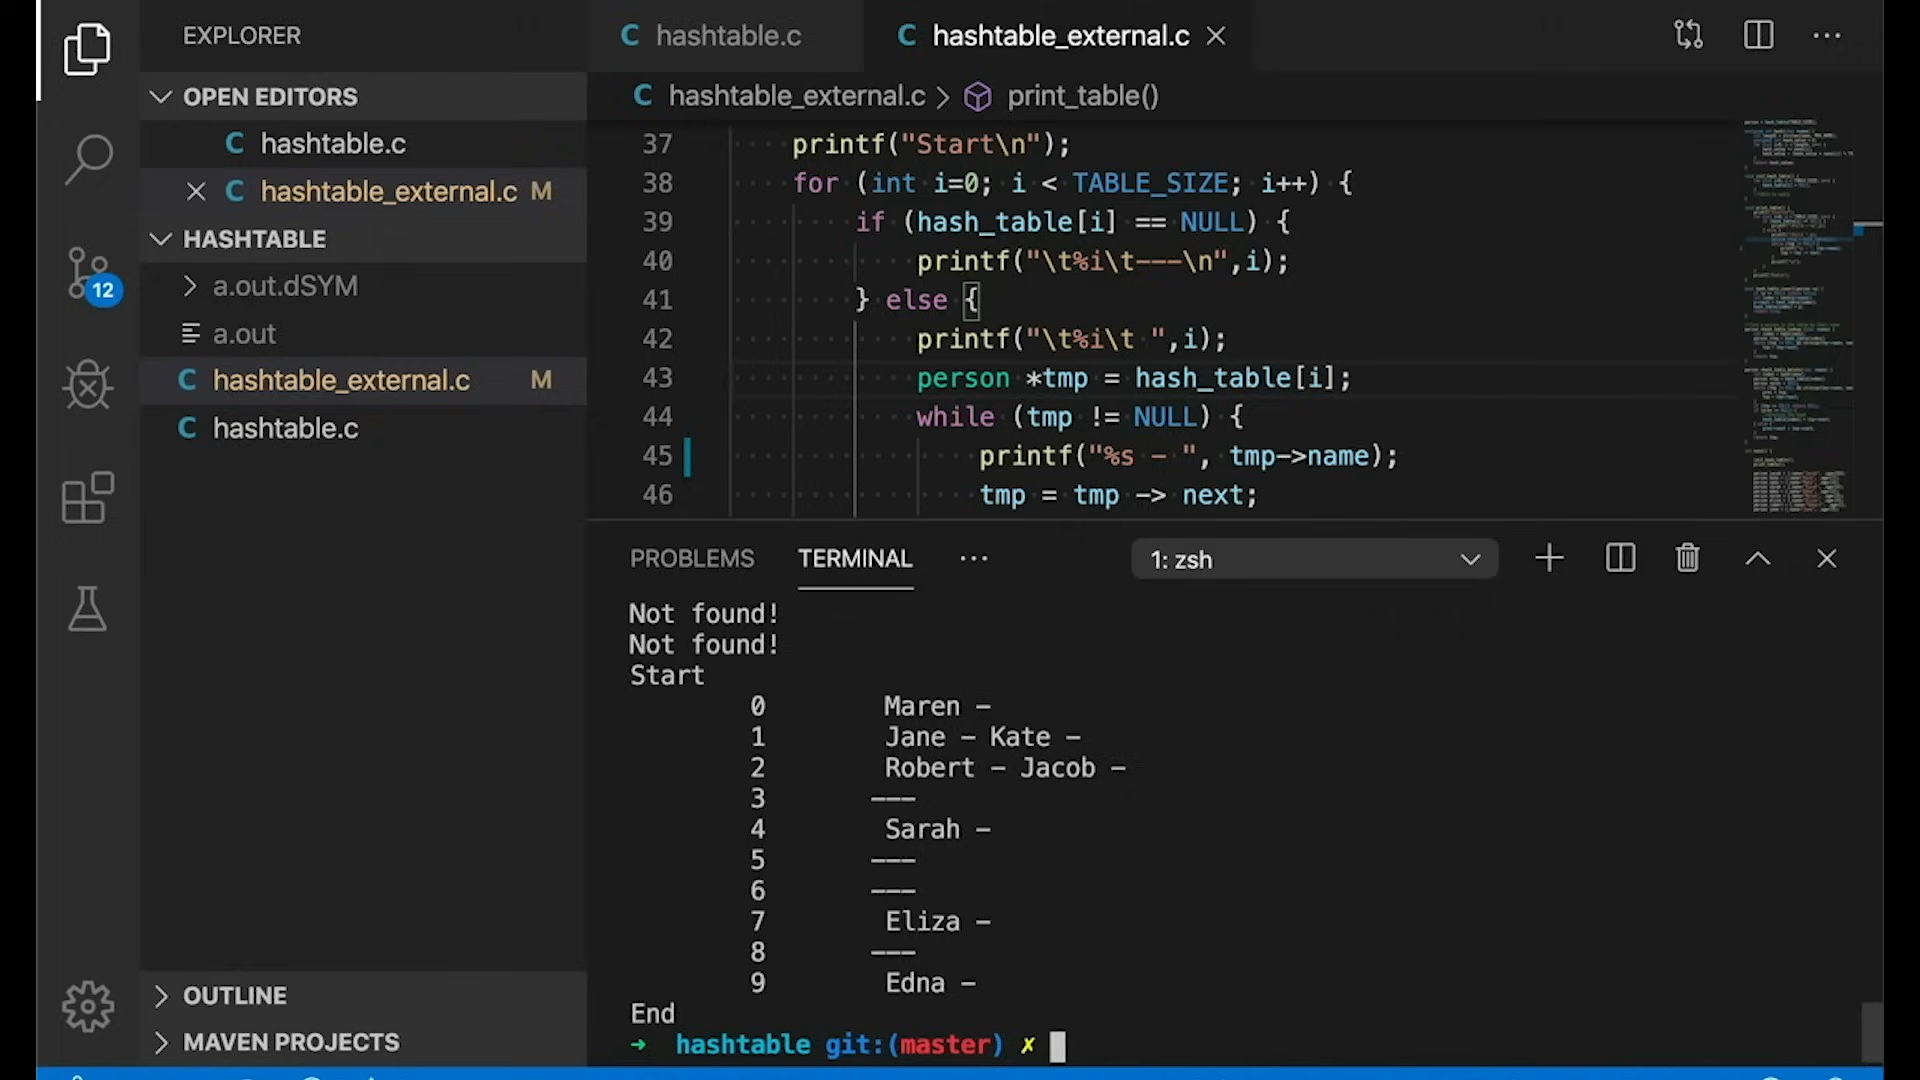 EXPLORER
OPEN EDITORS
C hashtable.c
C hashtable_external.c M
HASHTABLE
a.out.dSYM
a.out
C hashtable_external.c M
C hashtable.c
OUTLINE
MAVEN PROJECTS
12
C hashtable.c
C hashtable_external.c
C hashtable_external.c > print_table()
37 printf("Start\n");
38 for (int i=0; i < TABLE_SIZE; i++) {
39 if (hash_table[i] == NULL) {
40 printf("\t%i\t---\n",i);
41 } else {
42 printf("\t%i\t ",i);
43 person *tmp = hash_table[i];
44 while (tmp != NULL) {
45 printf("%s - ", tmp->name);
46 tmp = tmp -> next;
PROBLEMS TERMINAL ··· 1: zsh
Not found!
Not found!
Start
0 Maren -
1 Jane - Kate -
2 Robert - Jacob -
3 ---
4 Sarah -
5 ---
6 ---
7 Eliza -
8 ---
9 Edna -
End
→ hashtable git:(master) ✗